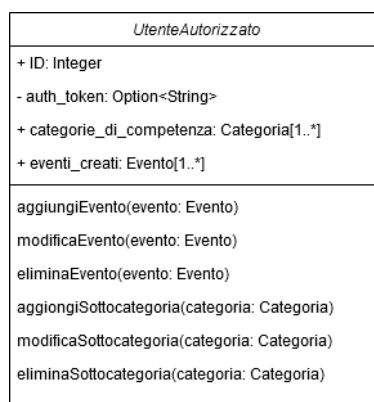 UtenteAutorizzato
+ ID: Integer
- auth_token: Option<String>
+ categorie_di_competenza: Categoria[1..*]
+ eventi_creati: Evento[1..*]
aggiungiEvento(evento: Evento)
modificaEvento(evento: Evento)
eliminaEvento(evento: Evento)
aggiongiSottocategoria(categoria: Categoria)
modificaSottocategoria(categoria: Categoria)
eliminaSottocategoria(categoria: Categoria)